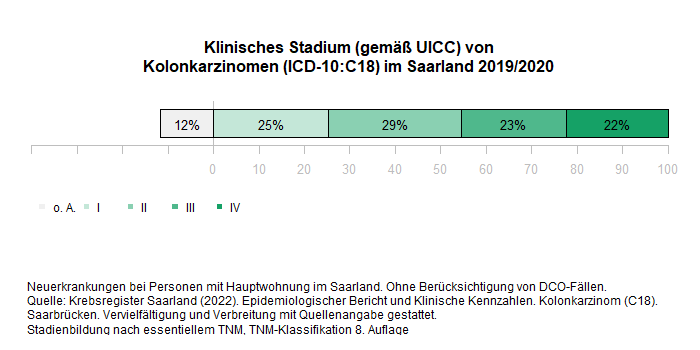 Klinisches Stadium (gemäß UICC) von
Kolonkarzinomen (ICD-10:C18) im Saarland 2019/2020
12% 25% 29% 23% 22%
0 10 20 30 40 50 60 70 80 90 100
o. A. I II III IV
Neuerkrankungen bei Personen mit Hauptwohnung im Saarland. Ohne Berücksichtigung von DCO-Fällen.
Quelle: Krebsregister Saarland (2022). Epidemiologischer Bericht und Klinische Kennzahlen. Kolonkarzinom (C18).
Saarbrücken. Vervielfältigung und Verbreitung mit Quellenangabe gestattet.
Stadienbildung nach essentiellem TNM, TNM-Klassifikation 8. Auflage